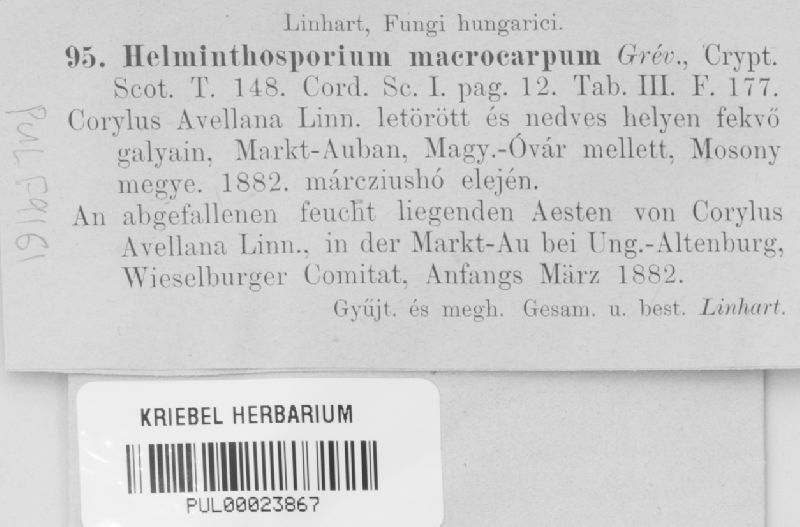 Linhart, Fungi hungarici.
95. Helminthosporium macrocarpum Grév., Crypt.
Scot. T. 148. Cord. Sc. I. pag. 12. Tab. III. F. 177.
Corylus Avellana Linn. letörött és nedves helyen fekvő
galyain, Markt-Auban, Magy.-Óvár mellett, Mosony
megye. 1882. márcziushó elején.
An abgefallenen feucht liegenden Aesten von Corylus
Avellana Linn., in der Markt-Au bei Ung.-Altenburg,
Wieselburger Comitat, Anfangs März 1882.
Gyűjt. és megh. Gesam. u. best. Linhart.
PUL F9161
KRIEBEL HERBARIUM
PUL00023867